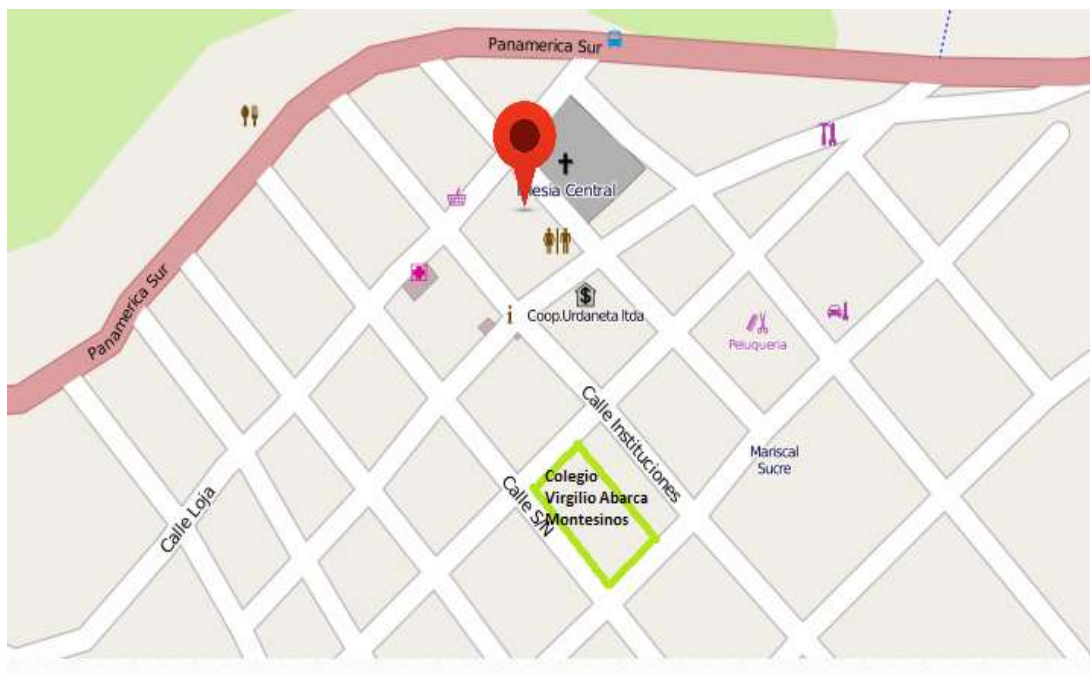 Panamerica Sur
Iglesia Central
Coop.Urdaneta ltda
Panamerica Sur
Peluqueria
Calle Instituciones
Mariscal
Sucre
Colegio
Virgilio Abarca
Montesinos
Calle S/N
Calle Loja